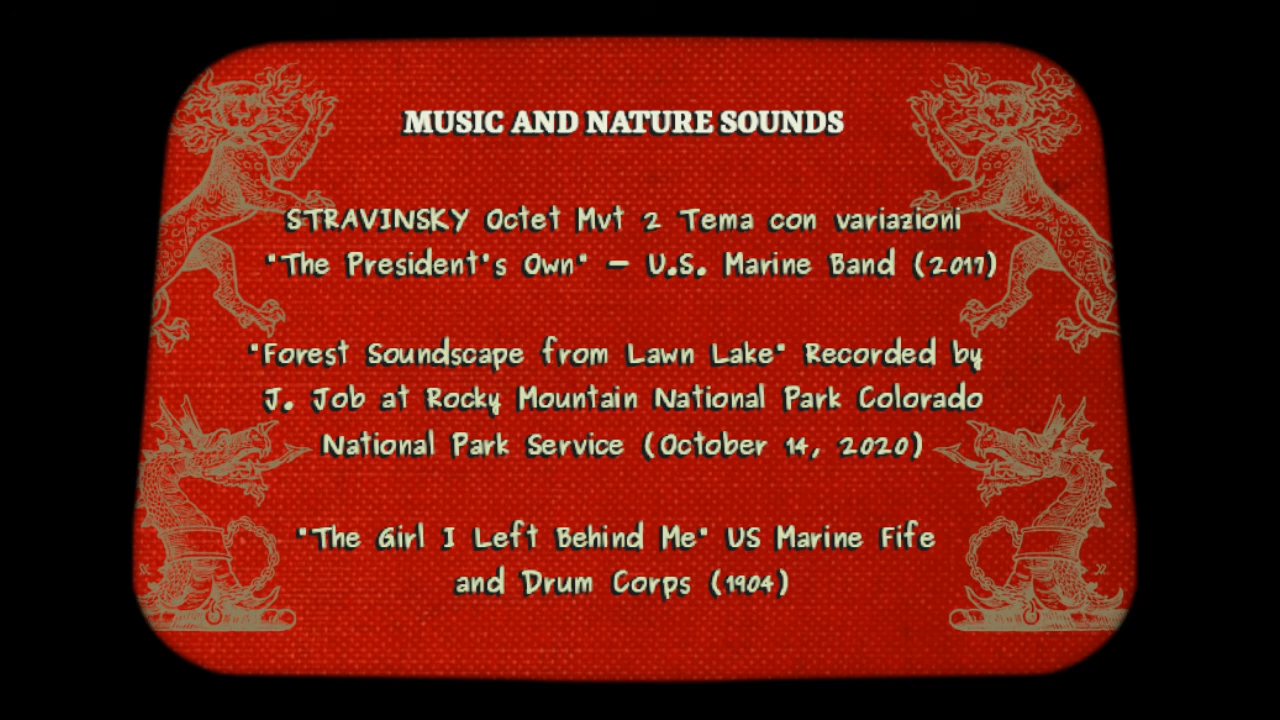 MUSIC AND NATURE SOUNDS
STRAVINSKY Octet Mvt 2 Tema con variazioni
"The President's Own" – U.S. Marine Band (2017)
"Forest Soundscape from Lawn Lake" Recorded by
J. Job at Rocky Mountain National Park Colorado
National Park Service (October 14, 2020)
"The Girl I Left Behind Me" US Marine Fife
and Drum Corps (1904)